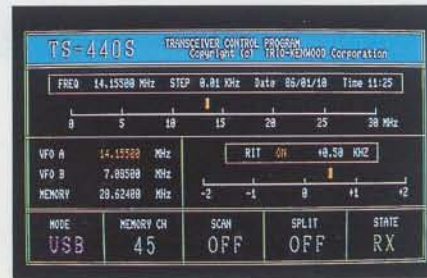 TS-440S TRANSCEIVER CONTROL PROGRAM
Copyright (c) TRIO-KENWOOD Corporation
FREQ 14.15500 MHz STEP 0.01 KHz Date 86/01/10 Time 11:25
0 5 10 15 20 25 30 MHz
VFO A 14.15500 MHz
VFO B 7.08500 MHz
MEMORY 28.62400 MHz
RIT ON +0.50 KHZ
-2 -1 0 +1 +2
MODE MEMORY CH SCAN SPLIT STATE
USB 45 OFF OFF RX